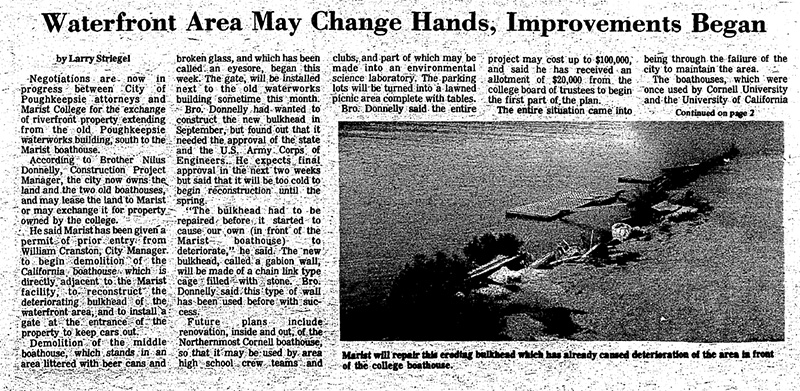 Waterfront Area May Change Hands, Improvements Began
by Larry Striegel
Negotiations are now in
progress between City of
Poughkeepsie attorneys and
Marist College for the exchange
of riverfront property extending
from the old Poughkeepsie
waterworks building, south to the
Marist boathouse.
According to Brother Nilus
Donnelly, Construction Project
Manager, the city now owns the
land and the two old boathouses,
and may lease the land to Marist
or may exchange it for property
owned by the college.
He said Marist has been given a
permit of prior entry from
William Cranston, City Manager
to begin demolition of the
California boathouse which is
directly adjacent to the Marist
facility, to reconstruct the
deteriorating bulkhead of the
waterfront area, and to install a
gate at the entrance of the
property to keep cars out.
Demolition of the middle
boathouse, which stands in an
area littered with beer cans and
broken glass, and which has been
called an eyesore, began this
week. The gate, will be installed
next to the old waterworks
building sometime this month.
Bro. Donnelly had wanted to
construct the new bulkhead in
September, but found out that it
needed the approval of the state
and the U.S. Army Corps of
Engineers. He expects final
approval in the next two weeks
but said that it will be too cold to
begin reconstruction until the
spring.
"The bulkhead had to be
repaired before it started to
cause our own (in front of the
Marist boathouse) to
deteriorate," he said. The new
bulkhead, called a gabion wall,
will be made of a chain link type
cage filled with stone. Bro.
Donnelly said this type of wall
has been used before with suc-
cess.
Future plans include
renovation, inside and out, of the
Northernmost Cornell boathouse,
so that it may be used by area
high school crew teams and
clubs, and part of which may be
made into an environmental
science laboratory. The parking
lots will be turned into a lawned
picnic area complete with tables.
Bro. Donnelly said the entire
project may cost up to $100,000,
and said he has received an
allotment of $20,000 from the
college board of trustees to begin
the first part of the plan.
The entire situation came into
being through the failure of the
city to maintain the area.
The boathouses, which were
once used by Cornell University
and the University of California
Continued on page 2
Marist will repair this eroding bulkhead which has already caused deterioration of the area in front
of the college boathouse.